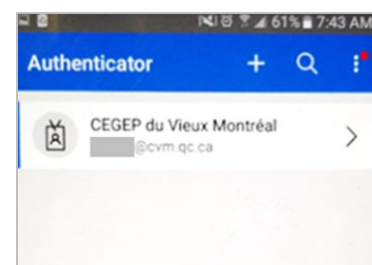 61% 7:43 AM
Authenticator
CEGEP du Vieux Montréal
@cvm.qc.ca